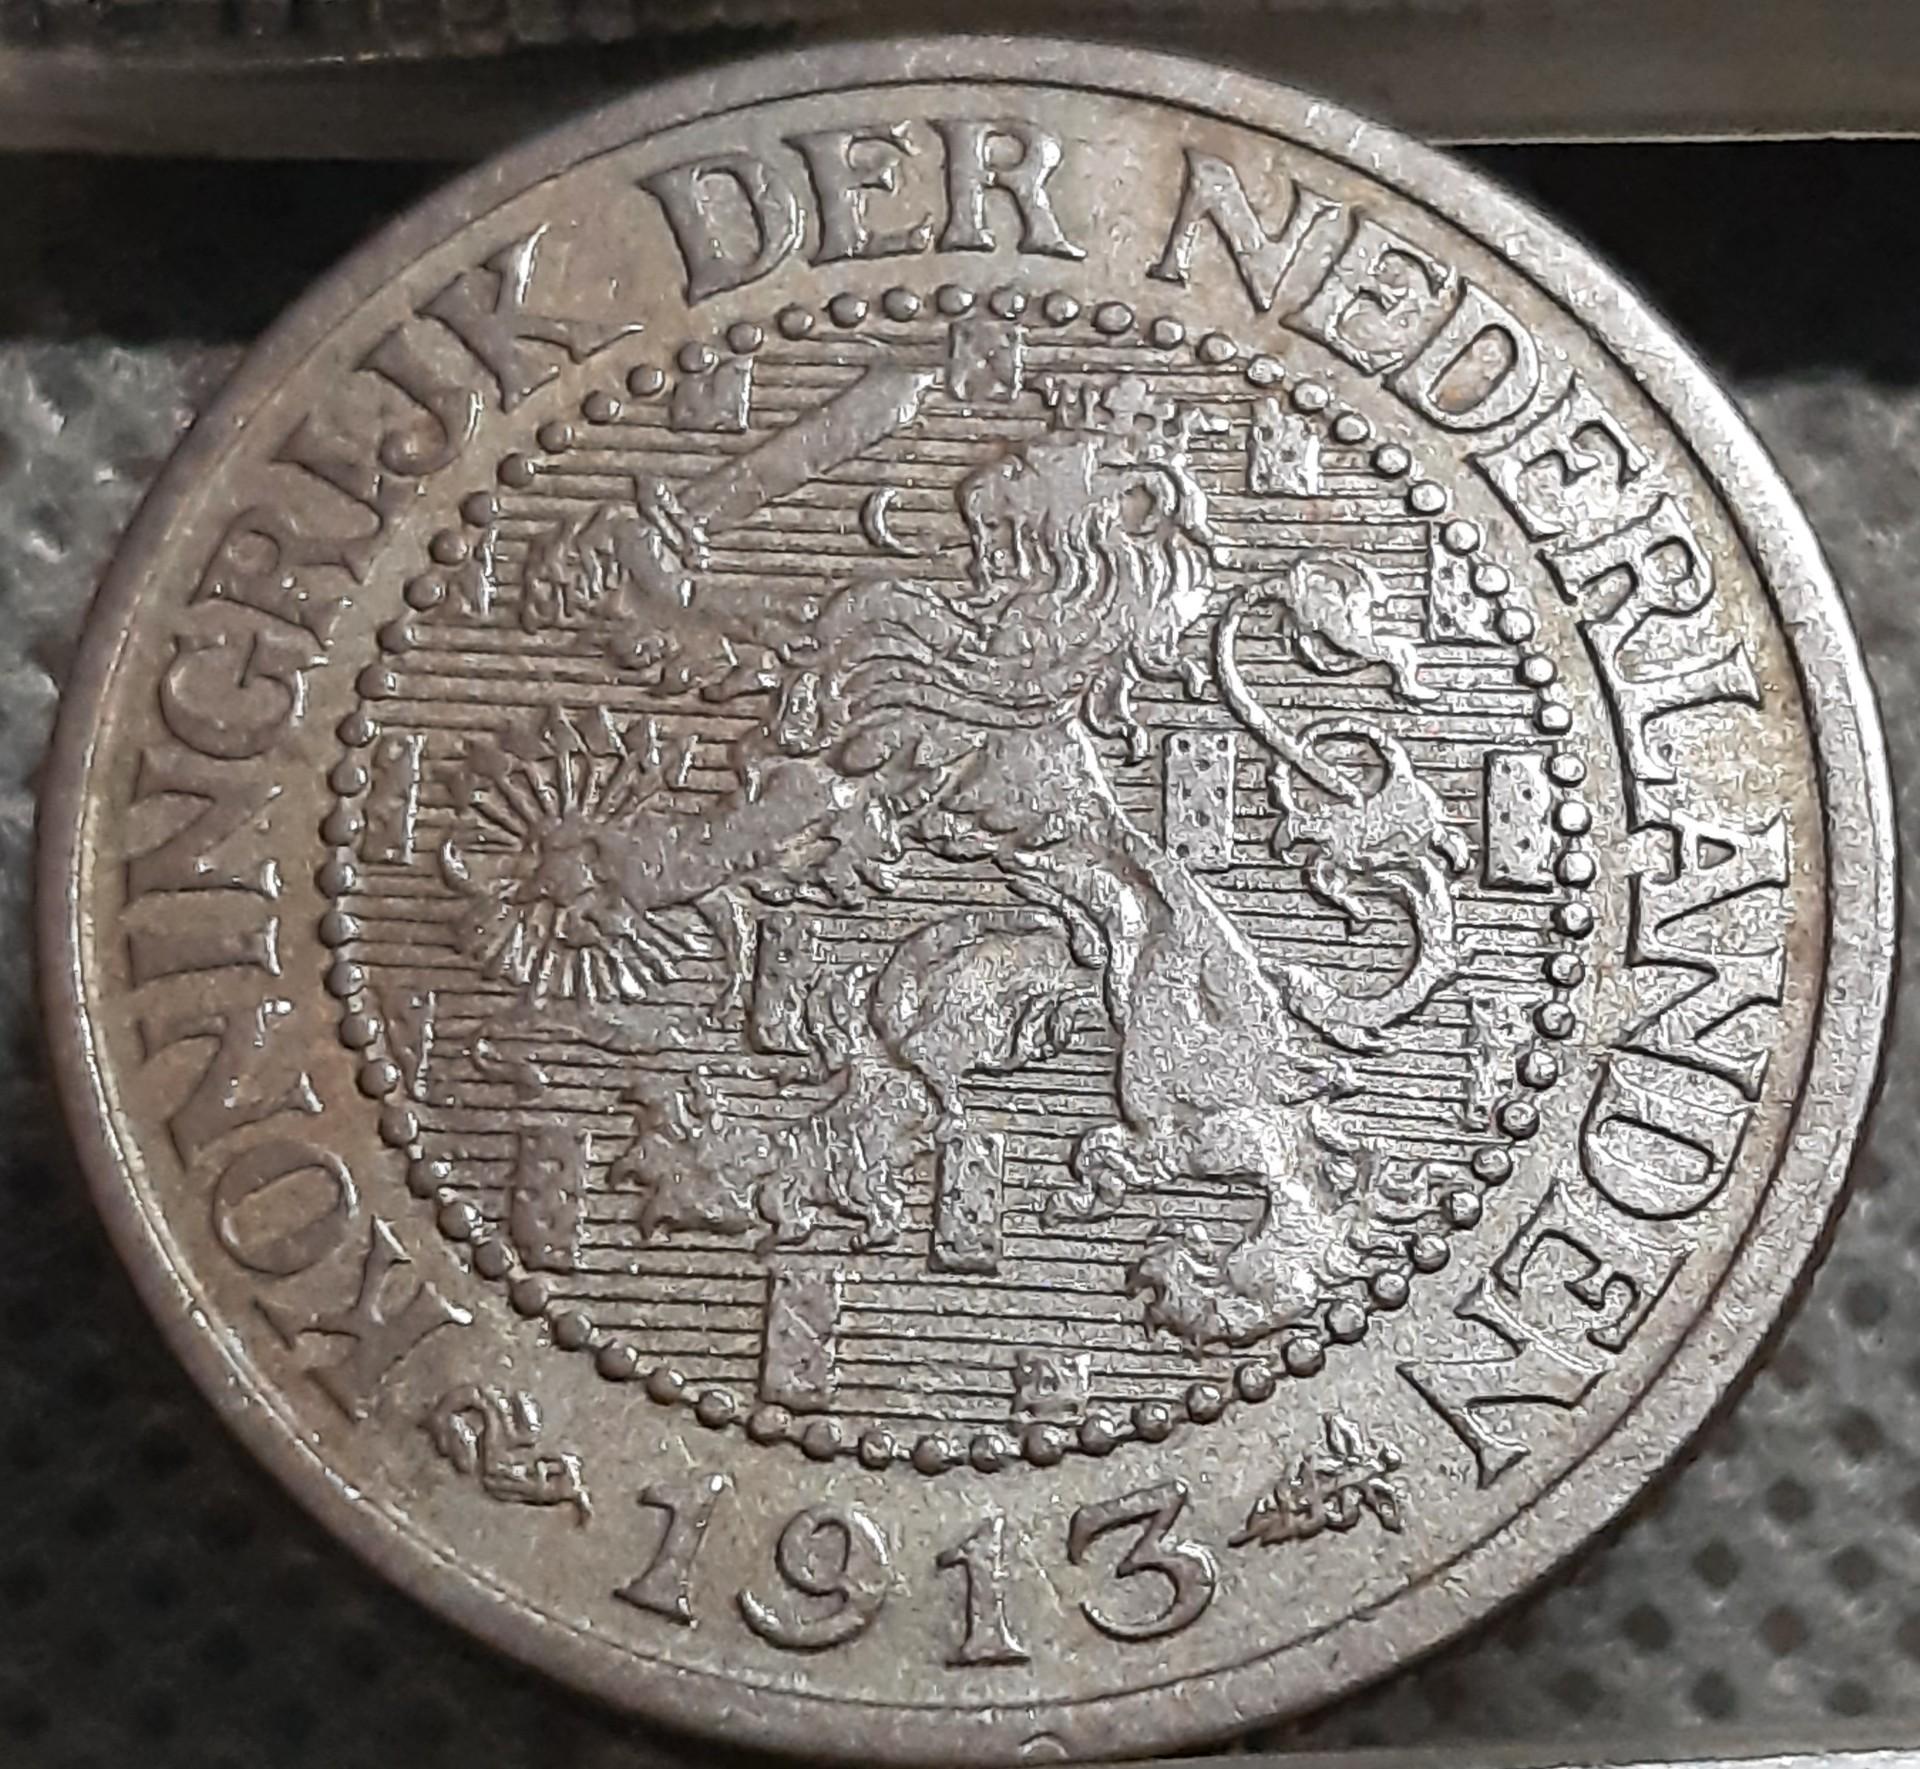 KONINGRIJK DER NEDERLANDEN
1913